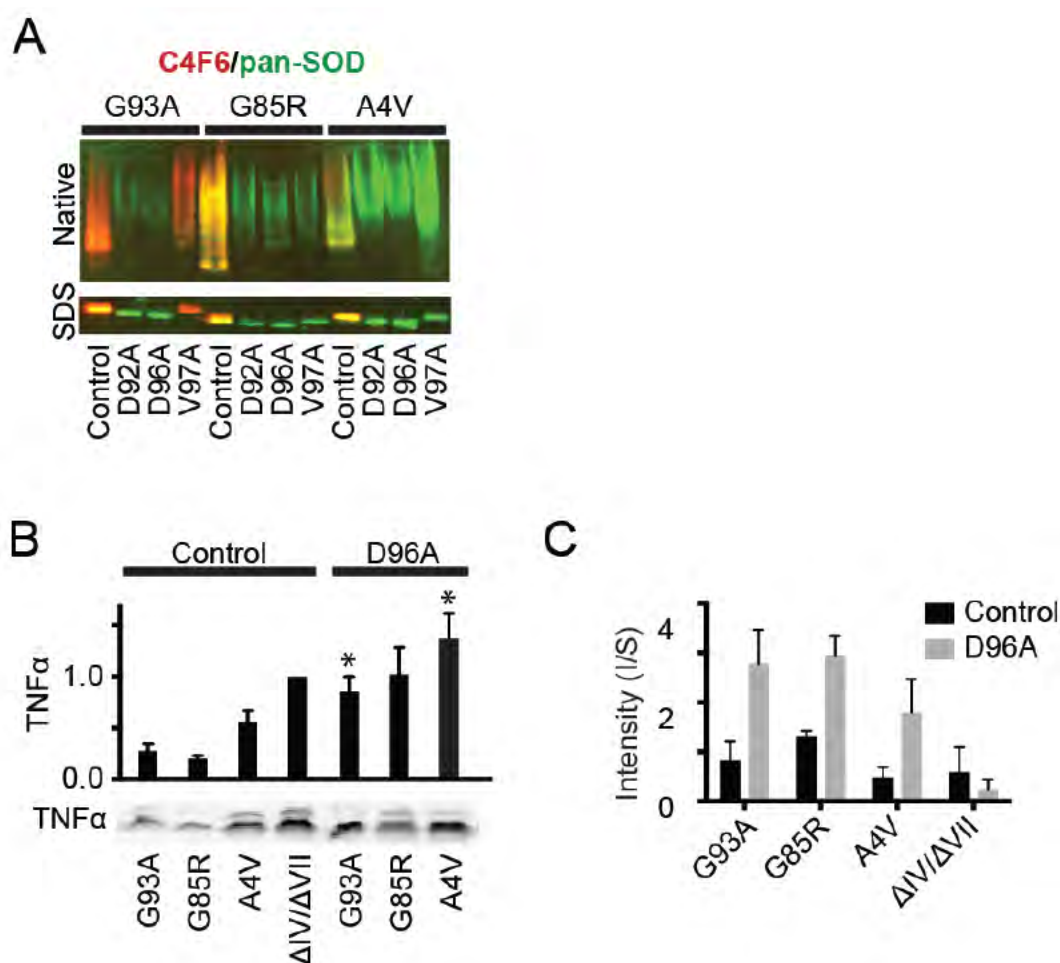 A
C4F6/pan-SOD
G93A G85R A4V
Native
SDS
Control D92A D96A V97A Control D92A D96A V97A Control D92A D96A V97A
B
Control D96A
* *
TNFα
1.0
0.0
TNFα
G93A G85R A4V ΔIV/ΔVII G93A G85R A4V
C
Control
D96A
Intensity (I/S)
4
2
0
G93A G85R A4V ΔIV/ΔVII